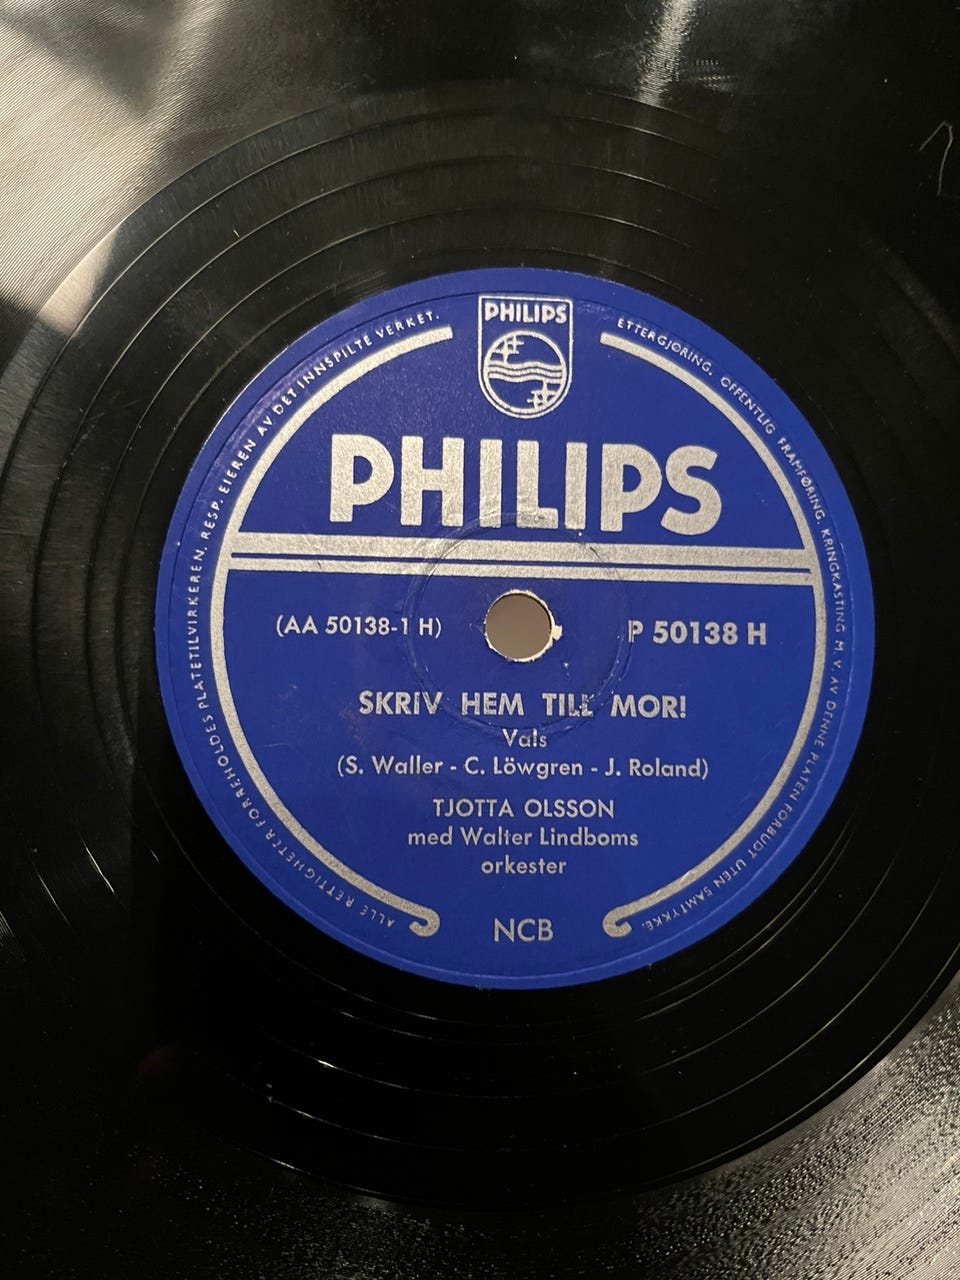 PHILIPS
PHILIPS
(AA 50138-1 H)
P 50138 H
SKRIV HEM TILL MOR!
Vals
(S. Waller - C. Löwgren - J. Roland)
TJOTTA OLSSON
med Walter Lindboms
orkester
NCB
ALLE RETTIGHETER FORBEHOLDES PLATETILVIRKEREN, RESP. EIEREN AV DET INNSPILTE VERKET.
ETTERGJØRING, OFFENTLIG FRAMFØRING, KRINGKASTING M. V. AV DENNE PLATEN FORBUDT UTEN SAMTYKKE.